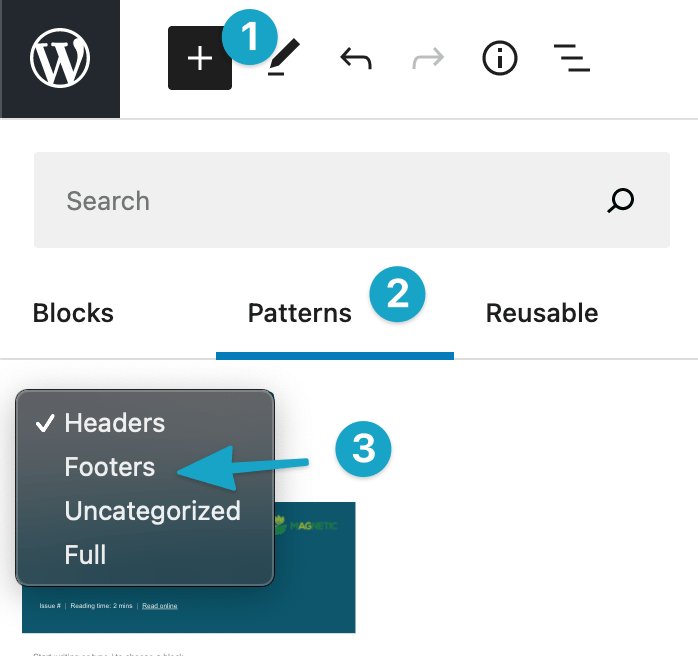 1
Search
Blocks
Patterns
2
Reusable
✓ Headers
Footers
3
Uncategorized
Full
MAGNETIC
Issue # | Reading time: 2 mins | Read online